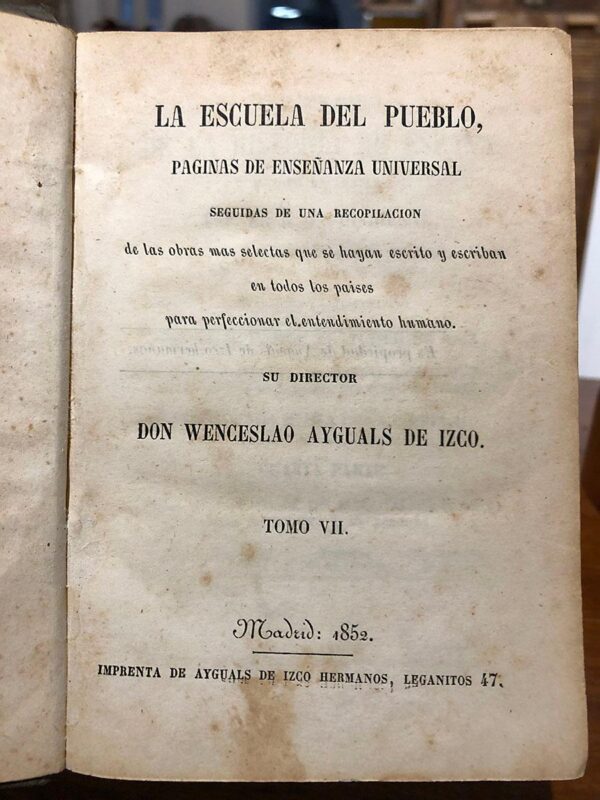 LA ESCUELA DEL PUEBLO,
PAGINAS DE ENSEÑANZA UNIVERSAL
SEGUIDAS DE UNA RECOPILACION
de las obras mas selectas que se hayan escrito y escriban
en todos los paises
para perfeccionar el entendimiento humano.
SU DIRECTOR
DON WENCESLAO AYGUALS DE IZCO.
TOMO VII.
Madrid: 1852.
IMPRENTA DE AYGUALS DE IZCO HERMANOS, LEGANITOS 47.